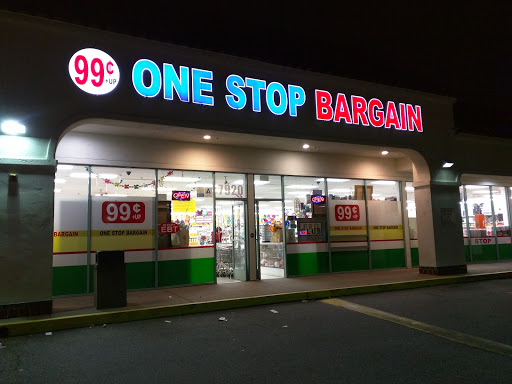 99¢ +UP ONE STOP BARGAIN
7920
OPEN
OPEN
99¢ +UP
99¢ +UP
BARGAIN
ONE STOP BARGAIN
EBT
ONE STOP BARGAIN
STOP